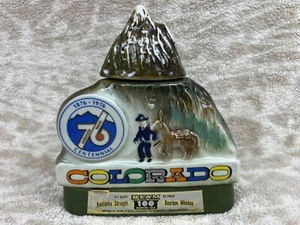 1876-1976
76
CENTENNIAL
COLORADO
BEAM
Kentucky Straight 100 Bourbon Whiskey